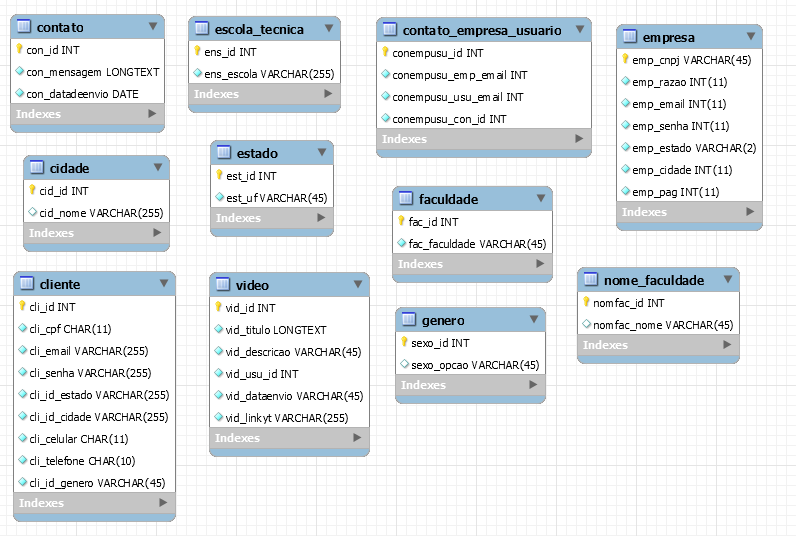 contato
con_id INT
con_mensagem LONGTEXT
con_datadeenvio DATE
Indexes
escola_tecnica
ens_id INT
ens_escola VARCHAR(255)
Indexes
contato_empresa_usuario
conempusu_id INT
conempusu_emp_email INT
conempusu_usu_email INT
conempusu_con_id INT
Indexes
empresa
emp_cnpj VARCHAR(45)
emp_razao INT(11)
emp_email INT(11)
emp_senha INT(11)
emp_estado VARCHAR(2)
emp_cidade INT(11)
emp_pag INT(11)
Indexes
cidade
cid_id INT
cid_nome VARCHAR(255)
Indexes
estado
est_id INT
est_uf VARCHAR(45)
Indexes
faculdade
fac_id INT
fac_faculdade VARCHAR(45)
Indexes
cliente
cli_id INT
cli_cpf CHAR(11)
cli_email VARCHAR(255)
cli_senha VARCHAR(255)
cli_id_estado VARCHAR(255)
cli_id_cidade VARCHAR(255)
cli_celular CHAR(11)
cli_telefone CHAR(10)
cli_id_genero VARCHAR(45)
Indexes
video
vid_id INT
vid_titulo LONGTEXT
vid_descricao VARCHAR(45)
vid_usu_id INT
vid_dataenvio VARCHAR(45)
vid_linkyt VARCHAR(255)
Indexes
genero
sexo_id INT
sexo_opcao VARCHAR(45)
Indexes
nome_faculdade
nomfac_id INT
nomfac_nome VARCHAR(45)
Indexes